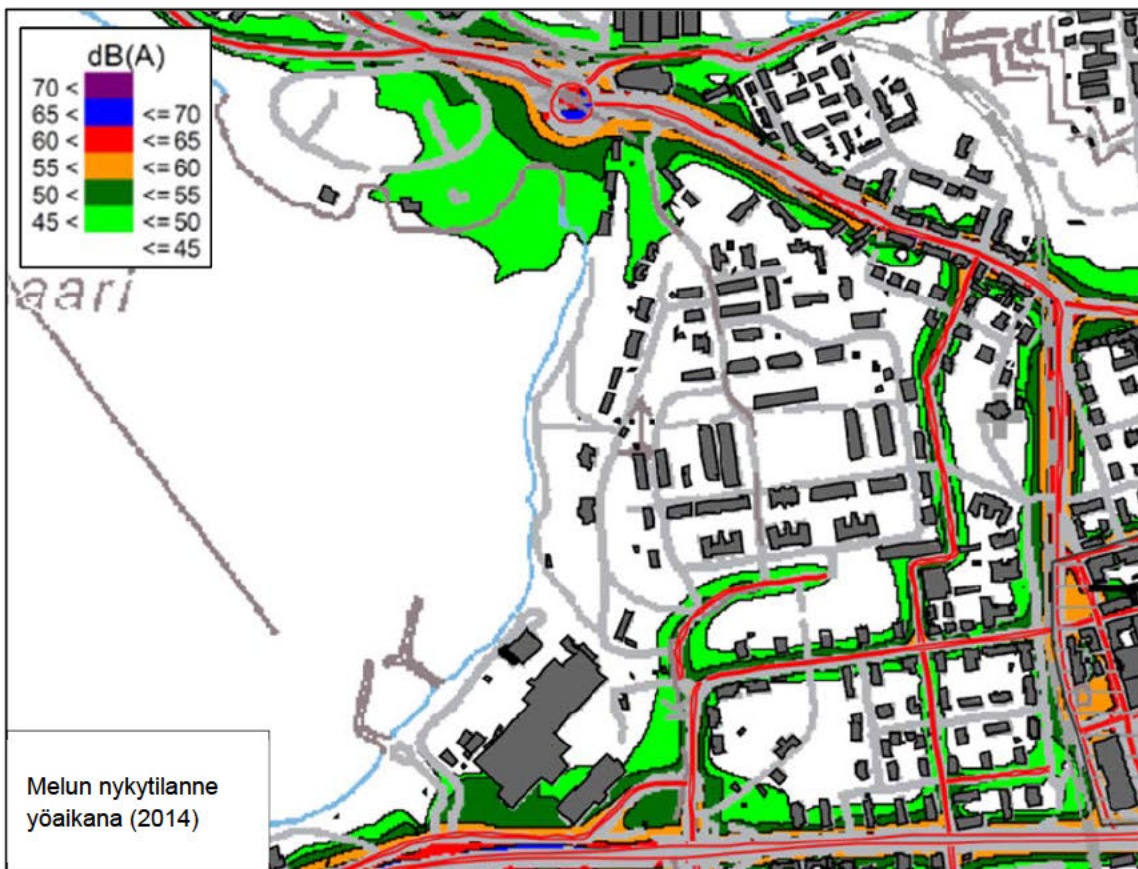 dB(A)
70 <
65 < <= 70
60 < <= 65
55 < <= 60
50 < <= 55
45 < <= 50
<= 45
aari
Melun nykytilanne
yöaikana (2014)